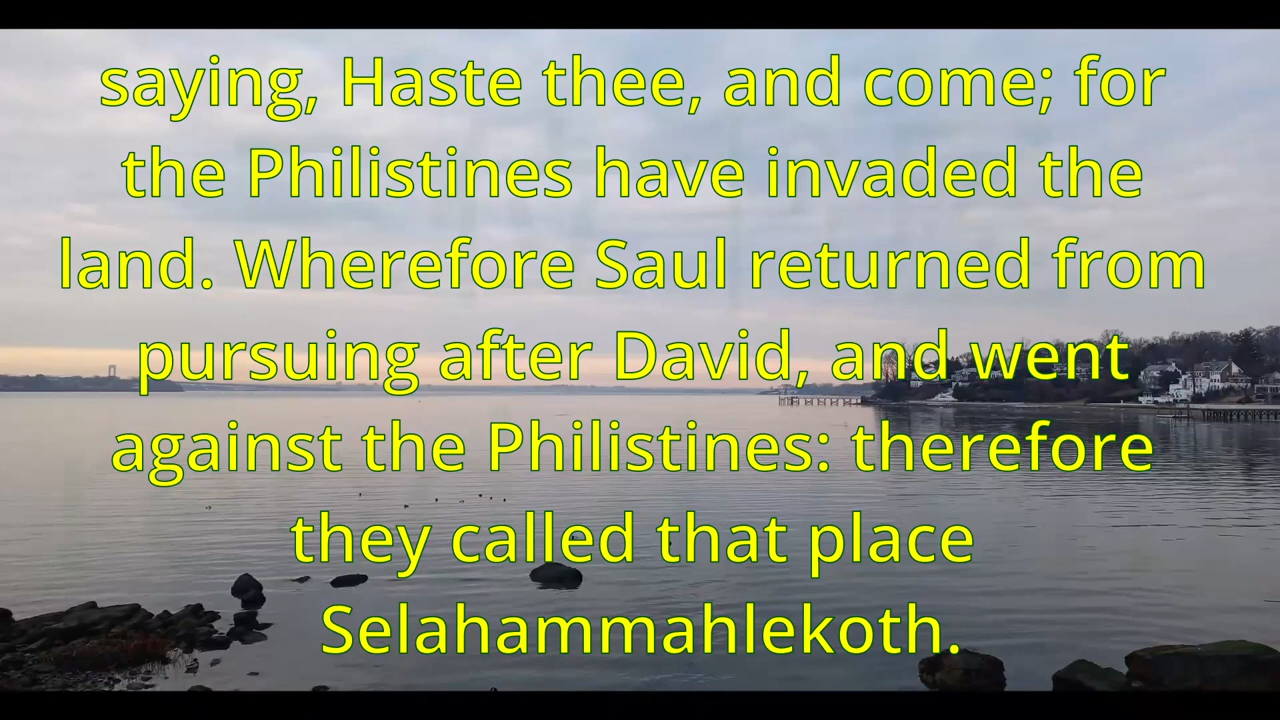 saying, Haste thee, and come; for
the Philistines have invaded the
land. Wherefore Saul returned from
pursuing after David, and went
against the Philistines: therefore
they called that place
Selahammahlekoth.